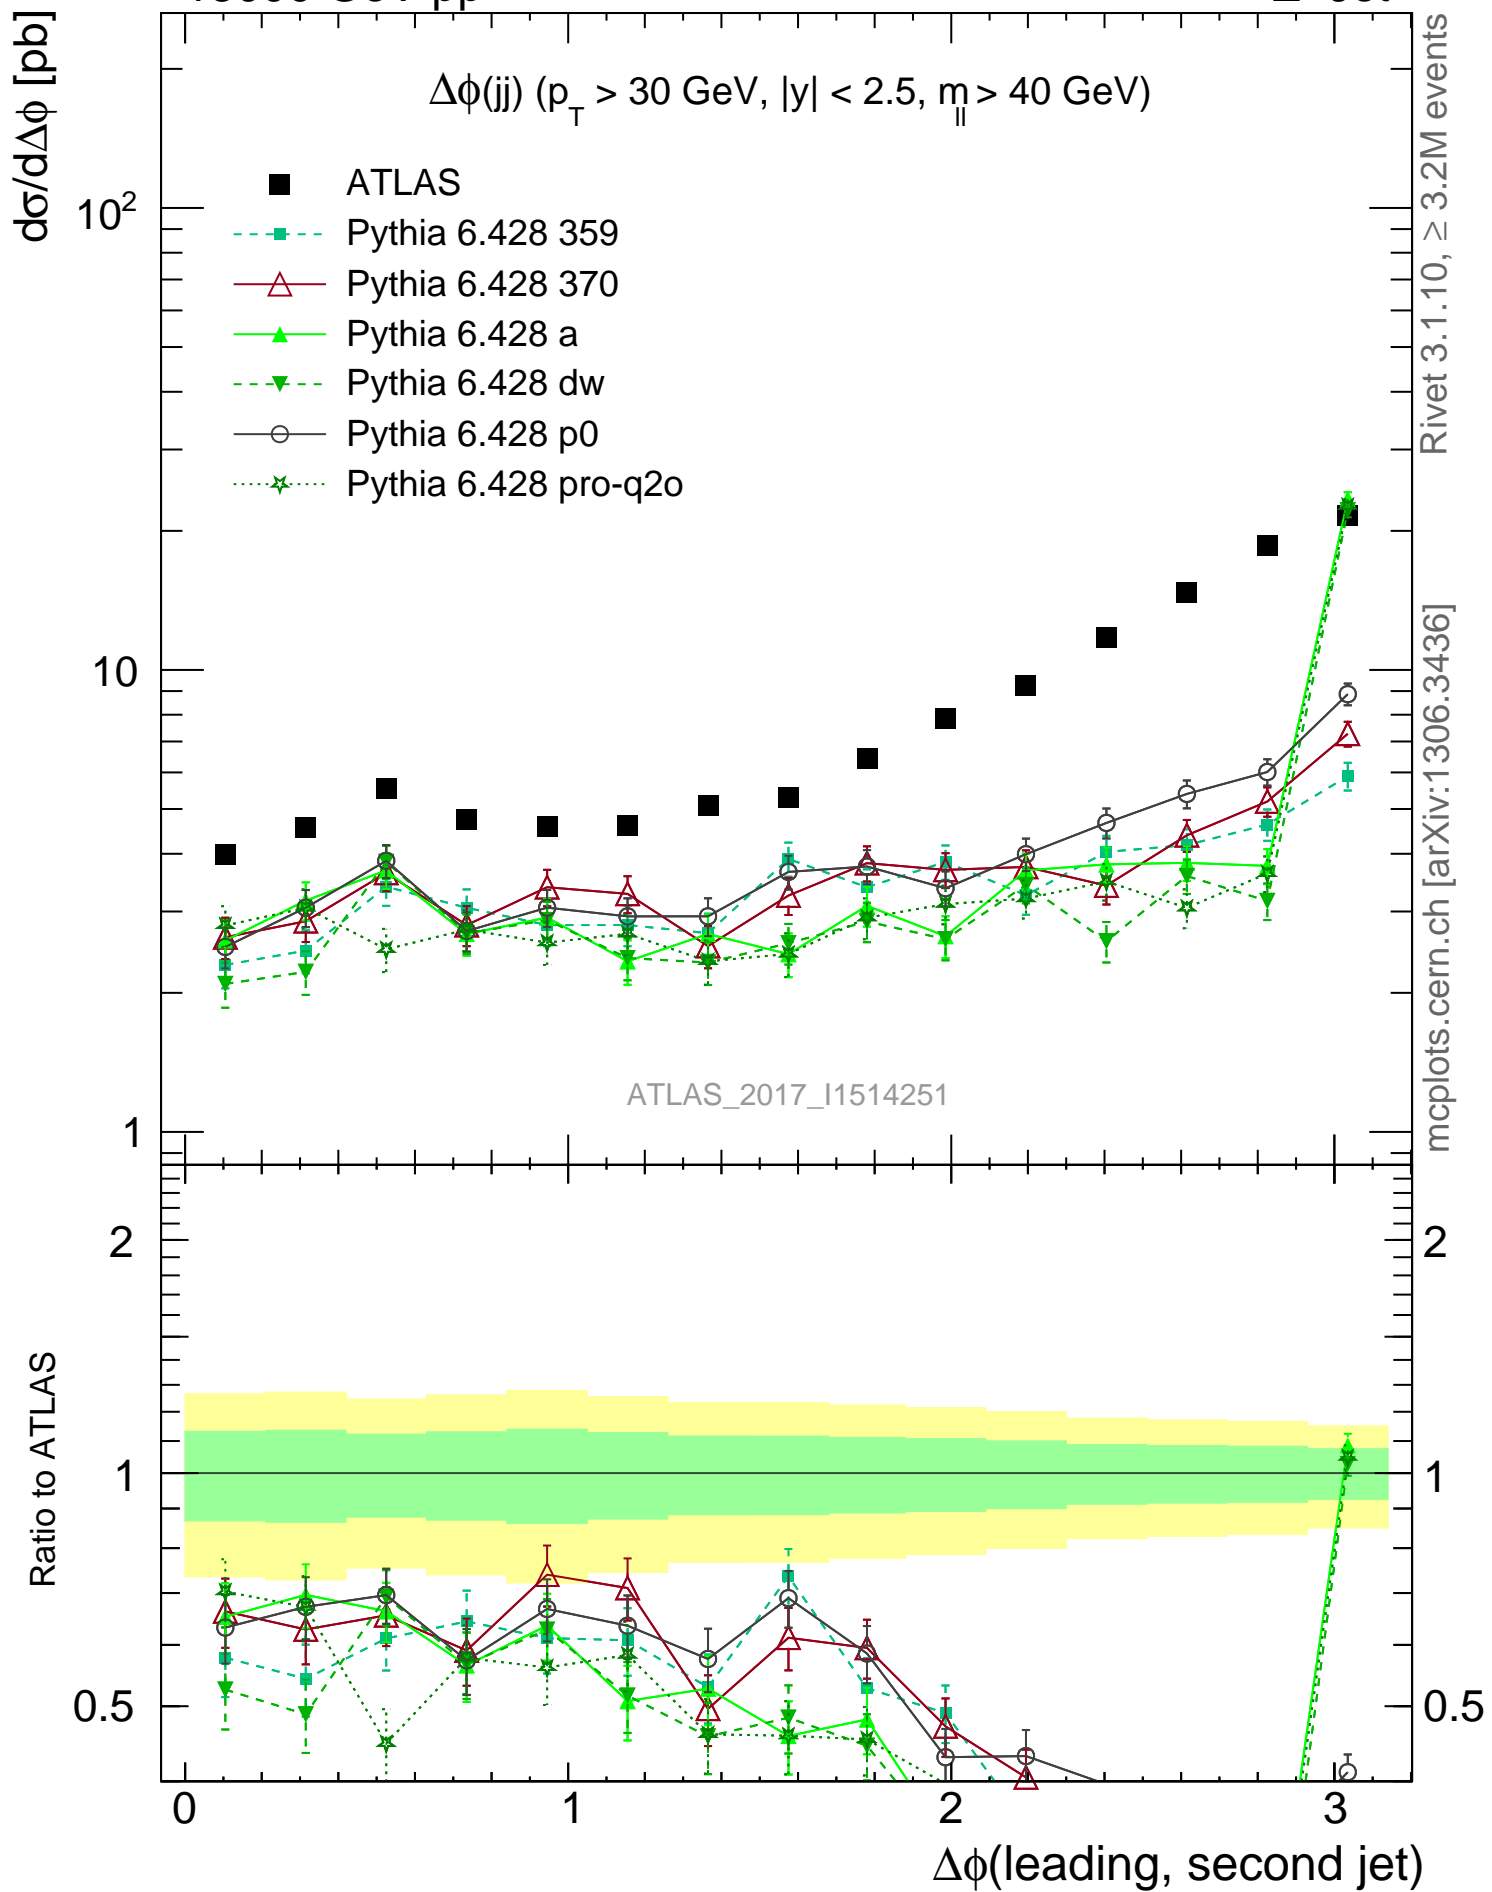 Δϕ(jj) (p_T > 30 GeV, |y| < 2.5, m_ll > 40 GeV)
dσ/dΔϕ [pb]
ATLAS
Pythia 6.428 359
Pythia 6.428 370
Pythia 6.428 a
Pythia 6.428 dw
Pythia 6.428 p0
Pythia 6.428 pro-q2o
10²
10
1
ATLAS_2017_I1514251
Rivet 3.1.10, ≥ 3.2M events
mcplots.cern.ch [arXiv:1306.3436]
Ratio to ATLAS
2
1
0.5
2
1
0.5
0 1 2 3
Δϕ(leading, second jet)